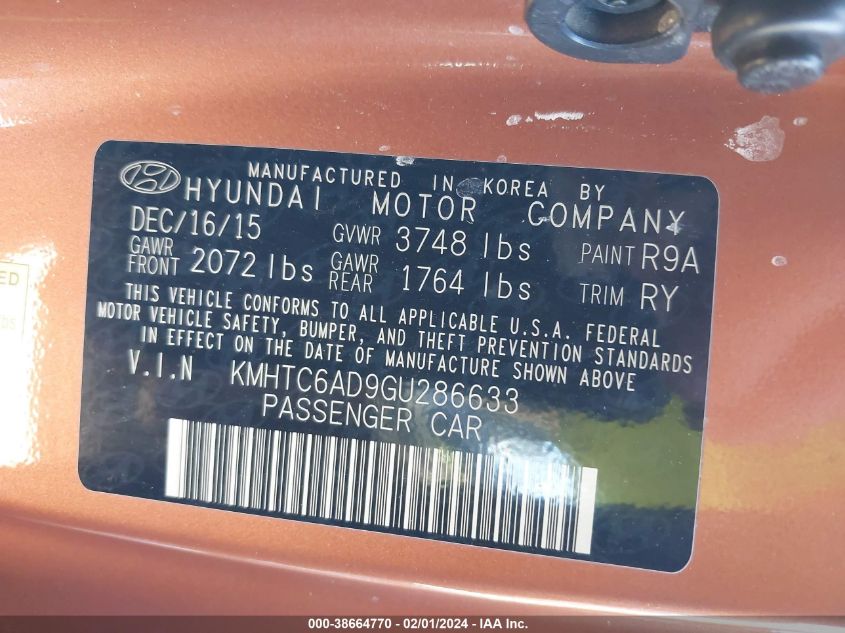 MANUFACTURED IN KOREA BY
HYUNDAI MOTOR COMPANY
DEC/16/15 GVWR 3748 lbs PAINT R9A
GAWR FRONT 2072 lbs GAWR REAR 1764 lbs TRIM RY
THIS VEHICLE CONFORMS TO ALL APPLICABLE U.S.A. FEDERAL
MOTOR VEHICLE SAFETY, BUMPER, AND THEFT PREVENTION STANDARDS
IN EFFECT ON THE DATE OF MANUFACTURE SHOWN ABOVE.
V.I.N KMHTC6AD9GU286633
PASSENGER CAR
000-38664770 - 02/01/2024 - IAA Inc.